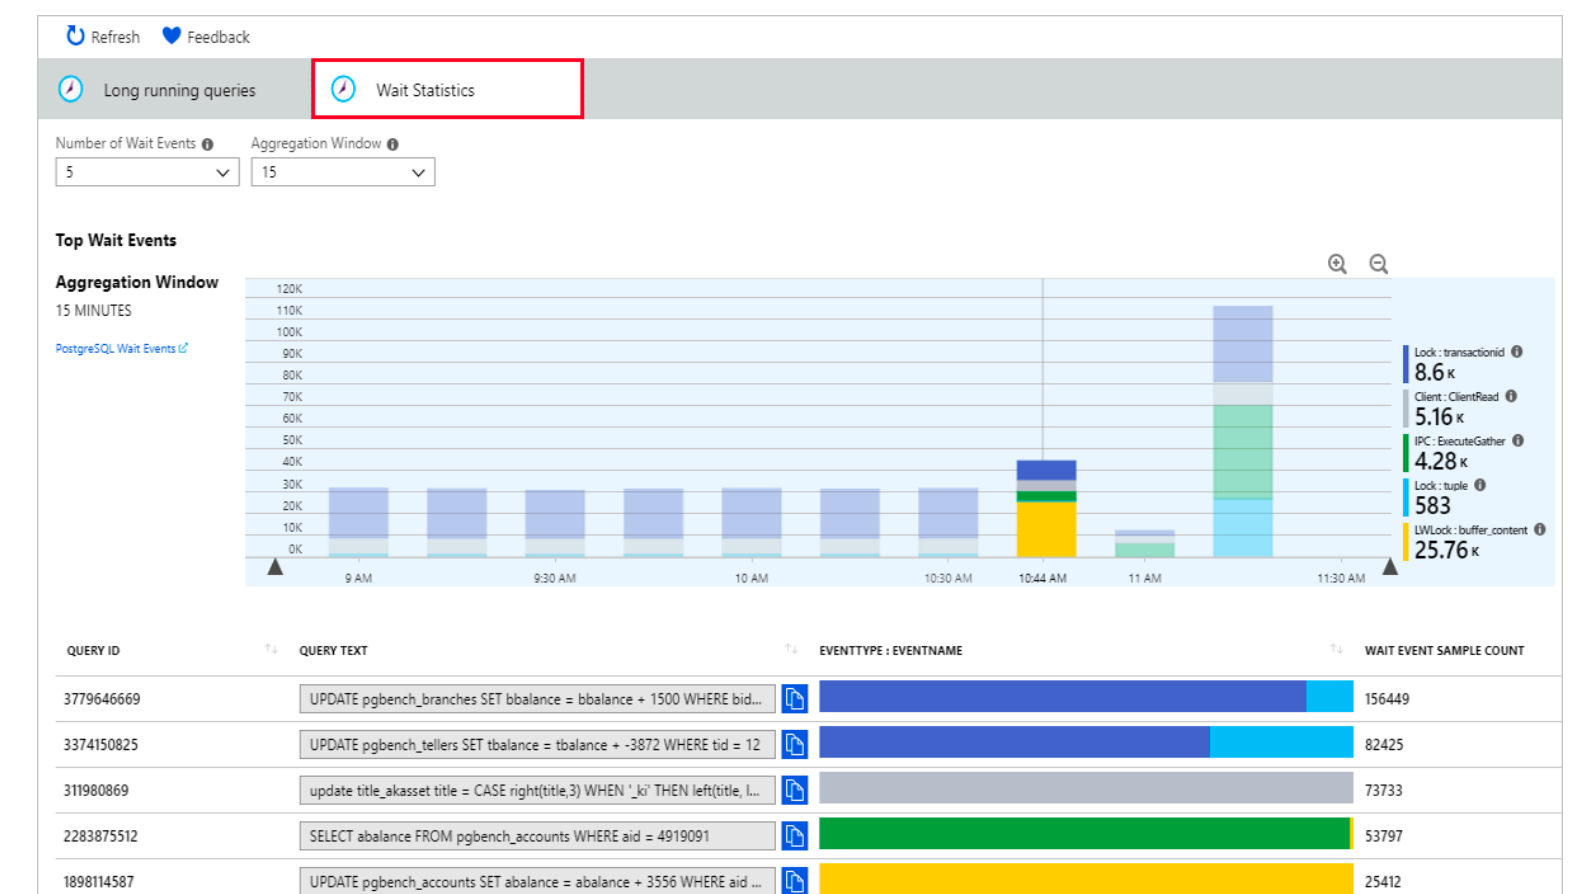 Refresh Feedback
Long running queries Wait Statistics
Number of Wait Events Aggregation Window
5 15
Top Wait Events
Aggregation Window
15 MINUTES
PostgreSQL Wait Events
120K
110K
100K
90K
80K
70K
60K
50K
40K
30K
20K
10K
0K
9 AM 9:30 AM 10 AM 10:30 AM 10:44 AM 11 AM 11:30 AM
Lock : transactionid
8.6 K
Client : ClientRead
5.16 K
IPC : ExecuteGather
4.28 K
Lock : tuple
583
LWLock : buffer_content
25.76 K
QUERY ID QUERY TEXT EVENTTYPE : EVENTNAME WAIT EVENT SAMPLE COUNT
3779646669 UPDATE pgbench_branches SET bbalance = bbalance + 1500 WHERE bid... 156449
3374150825 UPDATE pgbench_tellers SET tbalance = tbalance + -3872 WHERE tid = 12 82425
311980869 update title_akasset title = CASE right(title,3) WHEN '_ki' THEN left(title, l... 73733
2283875512 SELECT abalance FROM pgbench_accounts WHERE aid = 4919091 53797
1898114587 UPDATE pgbench_accounts SET abalance = abalance + 3556 WHERE aid ... 25412